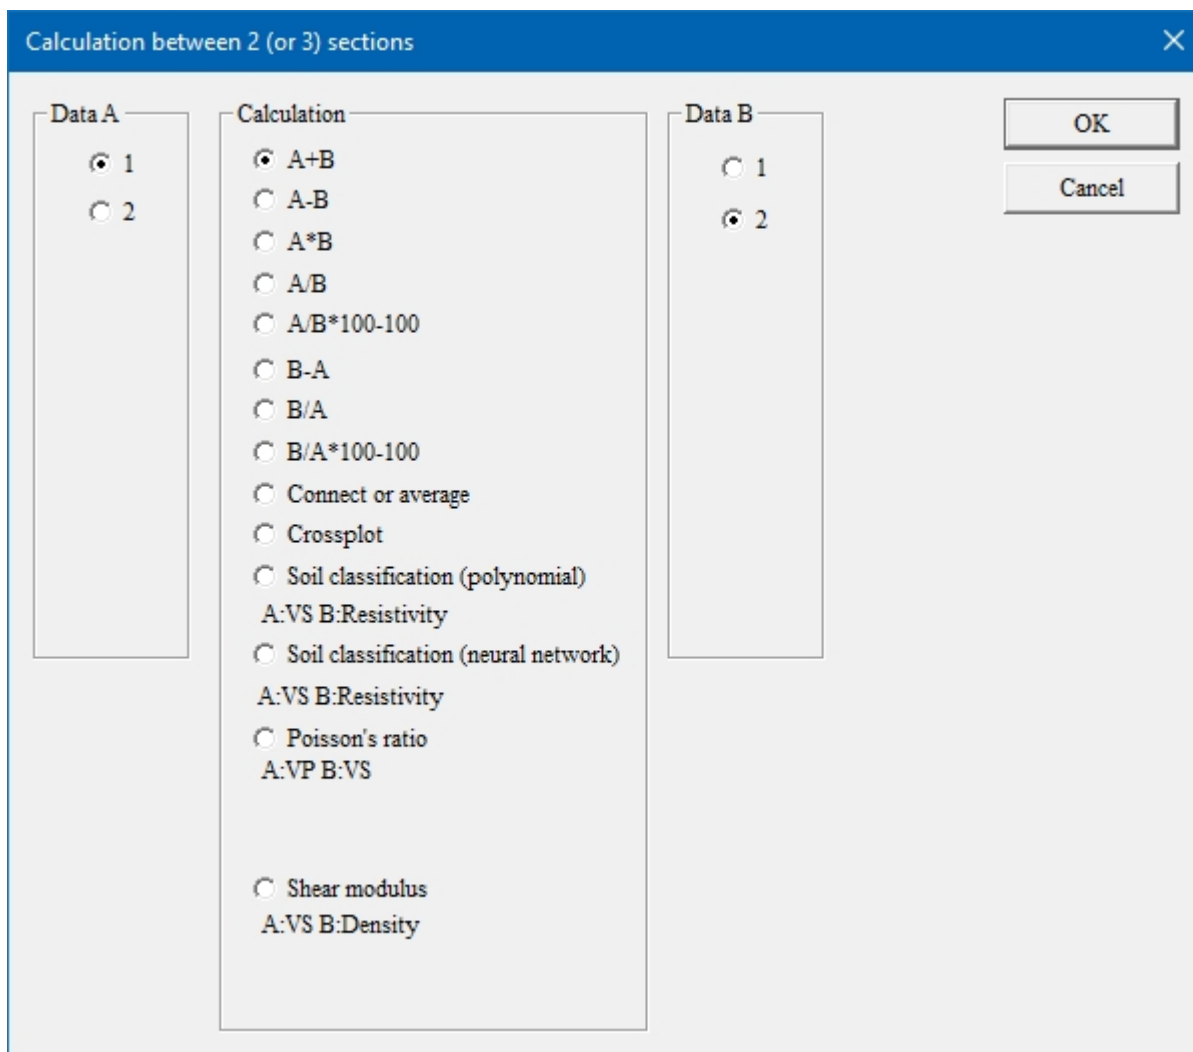 Calculation between 2 (or 3) sections
Data A
1
2
Calculation
A+B
A-B
A*B
A/B
A/B*100-100
B-A
B/A
B/A*100-100
Connect or average
Crossplot
Soil classification (polynomial)
A:VS B:Resistivity
Soil classification (neural network)
A:VS B:Resistivity
Poisson's ratio
A:VP B:VS
Shear modulus
A:VS B:Density
Data B
1
2
OK
Cancel